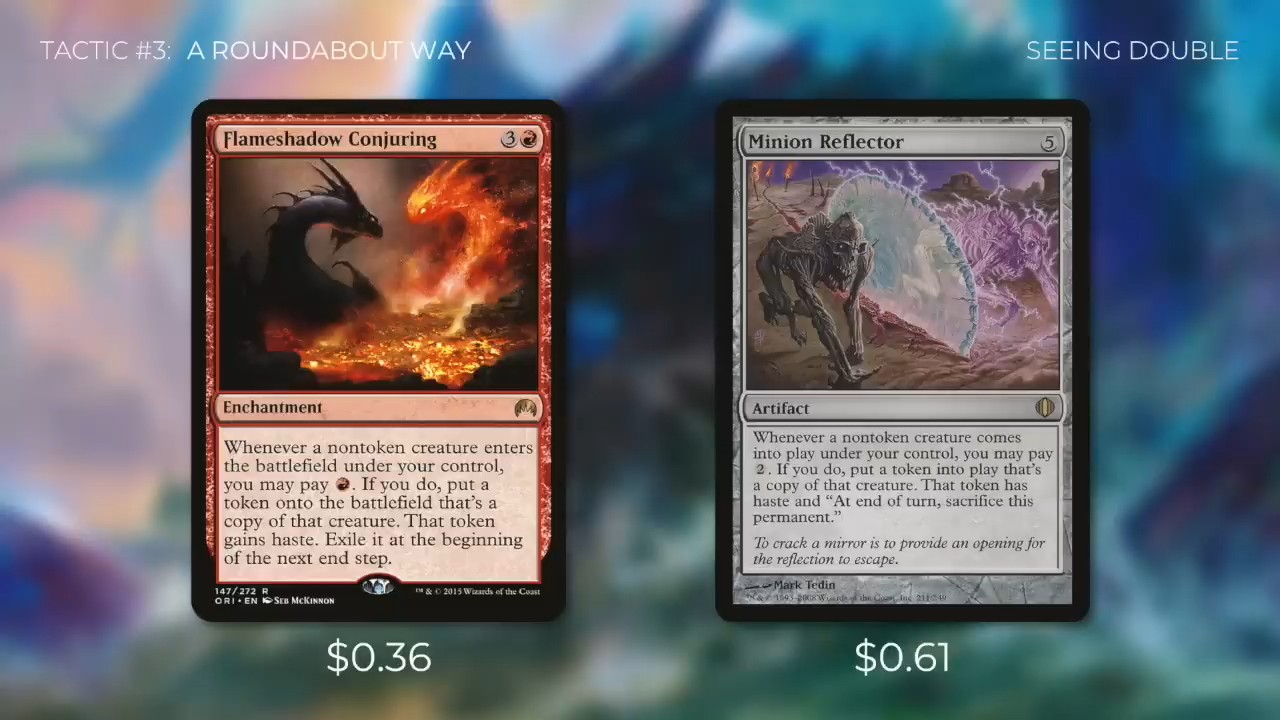 TACTIC #3: A ROUNDABOUT WAY
SEEING DOUBLE
Flameshadow Conjuring 3
Enchantment
Whenever a nontoken creature enters
the battlefield under your control,
you may pay . If you do, put a
token onto the battlefield that's a
copy of that creature. That token
gains haste. Exile it at the beginning
of the next end step.
147/272 R
ORI • EN SEB MCKINNON
™ & © 2015 Wizards of the Coast
$0.36
Minion Reflector 5
Artifact
Whenever a nontoken creature comes
into play under your control, you may pay
2. If you do, put a token into play that's
a copy of that creature. That token has
haste and “At end of turn, sacrifice this
permanent.”
To crack a mirror is to provide an opening for
the reflection to escape.
Mark Tedin
Wizards of the Coast, Inc.
$0.61